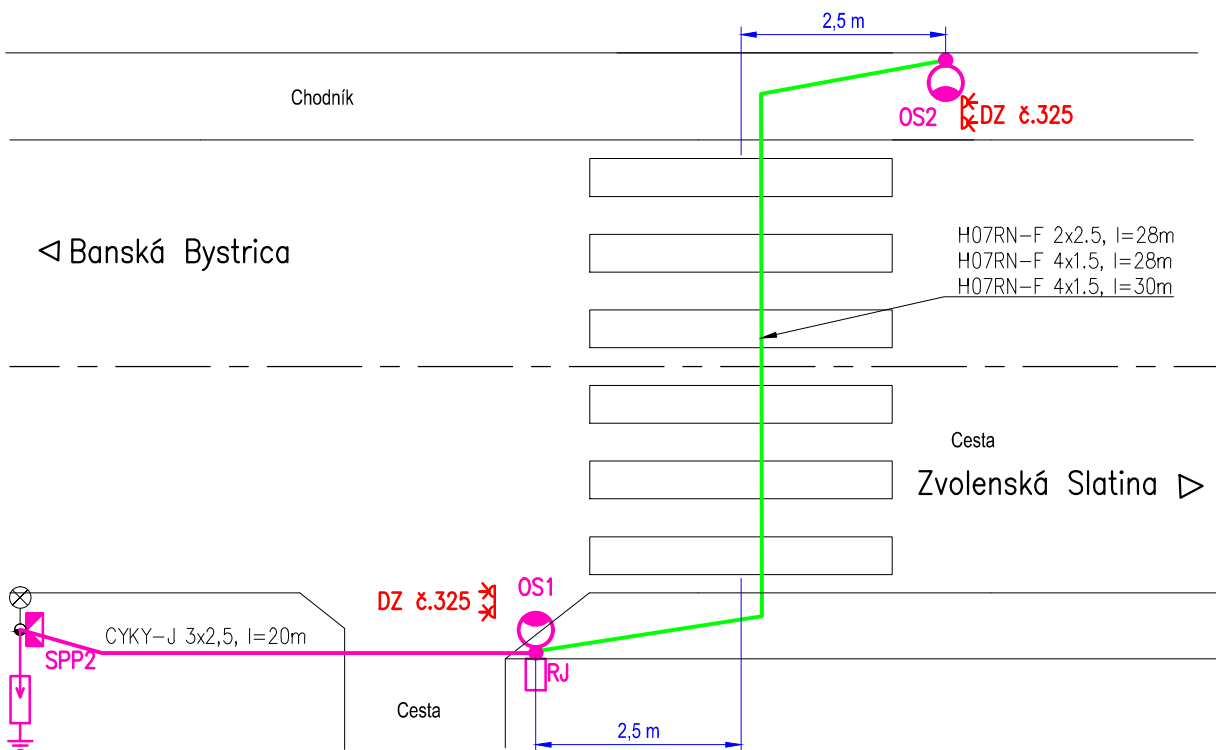 2,5 m
Chodník
OS2
DZ č.325
Banská Bystrica
H07RN-F 2x2.5, l=28m
H07RN-F 4x1.5, l=28m
H07RN-F 4x1.5, l=30m
Cesta
Zvolenská Slatina
DZ č.325
OS1
CYKY-J 3x2,5, l=20m
SPP2
RJ
Cesta
2,5 m